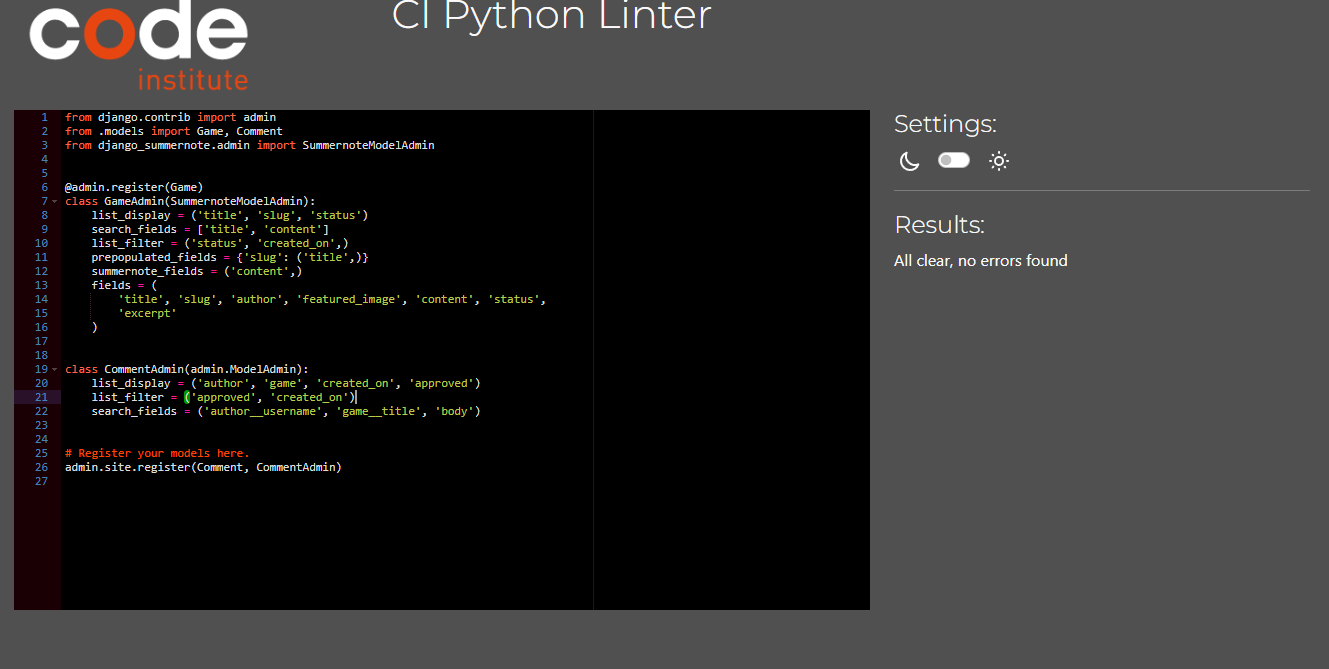 code
institute
CI Python Linter
1 from django.contrib import admin
2 from .models import Game, Comment
3 from django_summernote.admin import SummernoteModelAdmin
4
5
6 @admin.register(Game)
7 class GameAdmin(SummernoteModelAdmin):
8     list_display = ('title', 'slug', 'status')
9     search_fields = ['title', 'content']
10     list_filter = ('status', 'created_on',)
11     prepopulated_fields = {'slug': ('title',)}
12     summernote_fields = ('content',)
13     fields = (
14         'title', 'slug', 'author', 'featured_image', 'content', 'status',
15         'excerpt'
16     )
17
18
19 class CommentAdmin(admin.ModelAdmin):
20     list_display = ('author', 'game', 'created_on', 'approved')
21     list_filter = ('approved', 'created_on')
22     search_fields = ('author__username', 'game__title', 'body')
23
24
25 # Register your models here.
26 admin.site.register(Comment, CommentAdmin)
27
Settings:
Results:
All clear, no errors found